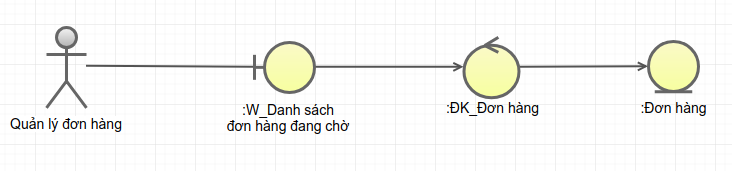 Quản lý đơn hàng
:W_Danh sách
đơn hàng đang chờ
:ĐK_Đơn hàng
:Đơn hàng